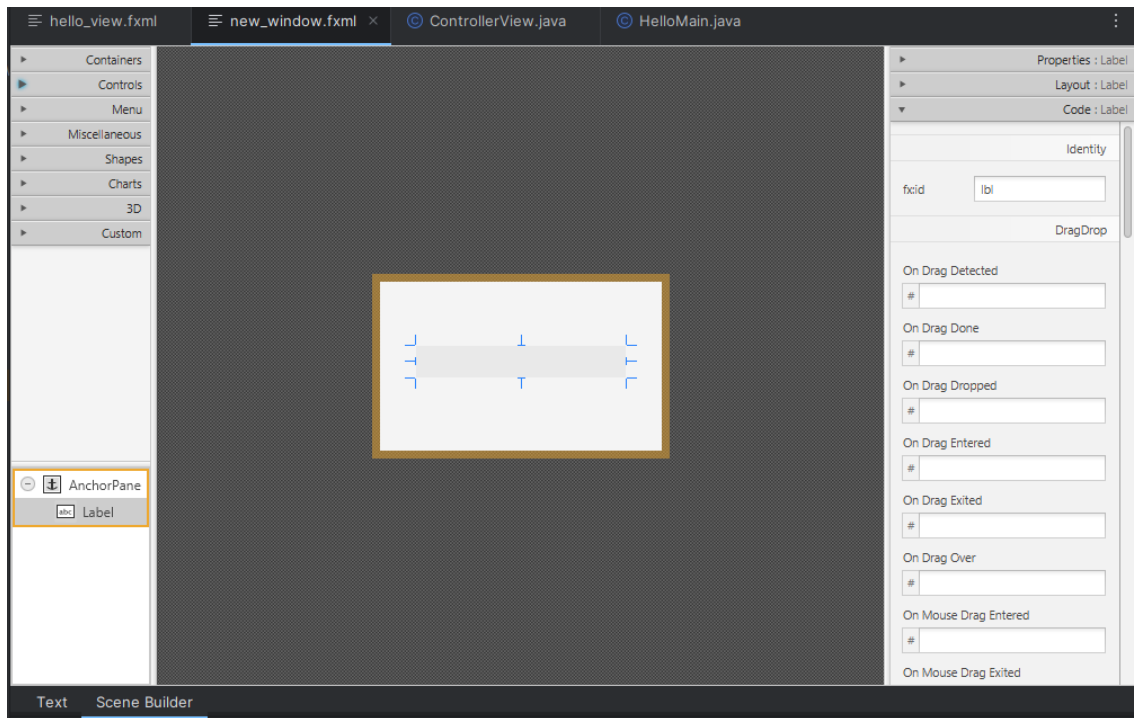 hello_view.fxml
new_window.fxml
ControllerView.java
HelloMain.java
Containers
Controls
Menu
Miscellaneous
Shapes
Charts
3D
Custom
AnchorPane
abc Label
Properties : Label
Layout : Label
Code : Label
Identity
fx:id
lbl
DragDrop
On Drag Detected
#
On Drag Done
#
On Drag Dropped
#
On Drag Entered
#
On Drag Exited
#
On Drag Over
#
On Mouse Drag Entered
#
On Mouse Drag Exited
Text Scene Builder